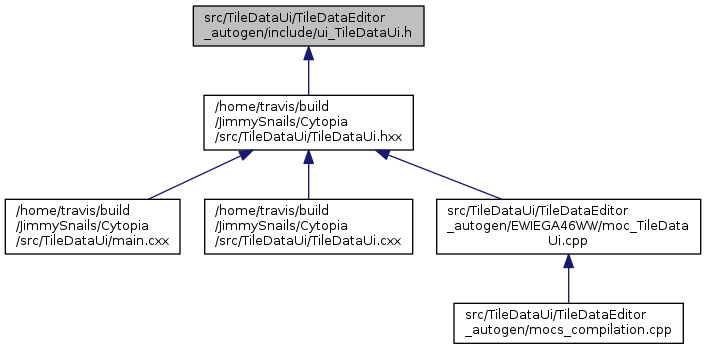 src/TileDataUi/TileDataEditor
_autogen/include/ui_TileDataUi.h
/home/travis/build
/JimmySnails/Cytopia
/src/TileDataUi/TileDataUi.hxx
/home/travis/build
/JimmySnails/Cytopia
/src/TileDataUi/main.cxx
/home/travis/build
/JimmySnails/Cytopia
/src/TileDataUi/TileDataUi.cxx
src/TileDataUi/TileDataEditor
_autogen/EWIEGA46WW/moc_TileData
Ui.cpp
src/TileDataUi/TileDataEditor
_autogen/mocs_compilation.cpp